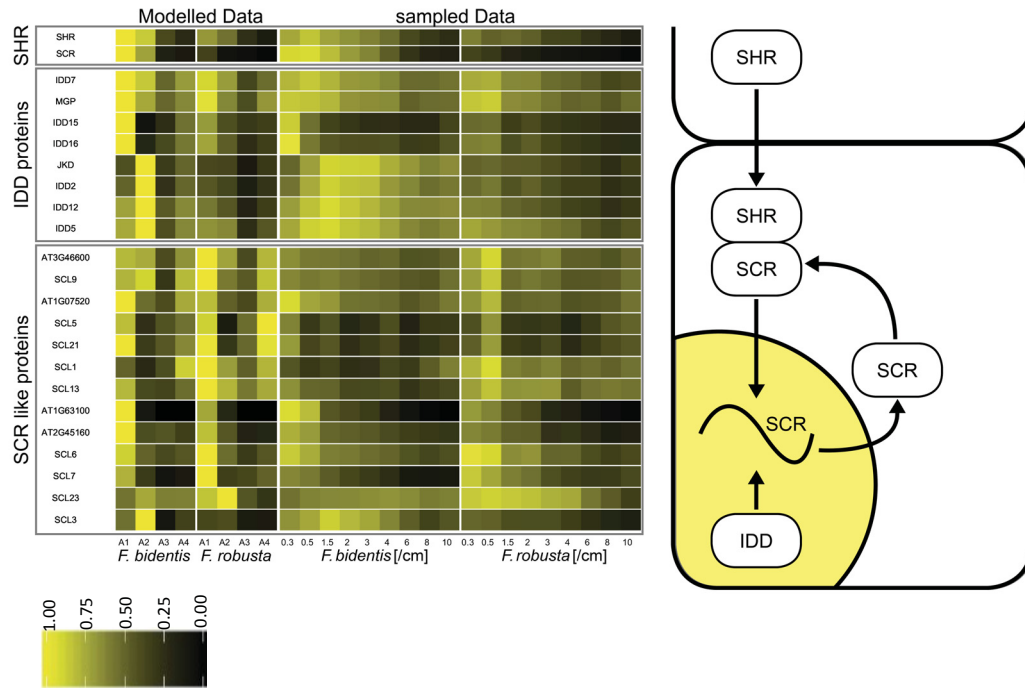 Modelled Data sampled Data
SHR
SHR
SCR
IDD proteins
IDD7
MGP
IDD15
IDD16
JKD
IDD2
IDD12
IDD5
SCR like proteins
AT3G46600
SCL9
AT1G07520
SCL5
SCL21
SCL1
SCL13
AT1G63100
AT2G45160
SCL6
SCL7
SCL23
SCL3
A1 A2 A3 A4 A1 A2 A3 A4 0.3 0.5 1.5 2 3 4 6 8 10 0.3 0.5 1.5 2 3 4 6 8 10
F. bidentis F. robusta F. bidentis[/cm] F. robusta[/cm]
1.00 0.75 0.50 0.25 0.00
SHR
SHR
SCR
SCR
SCR
IDD